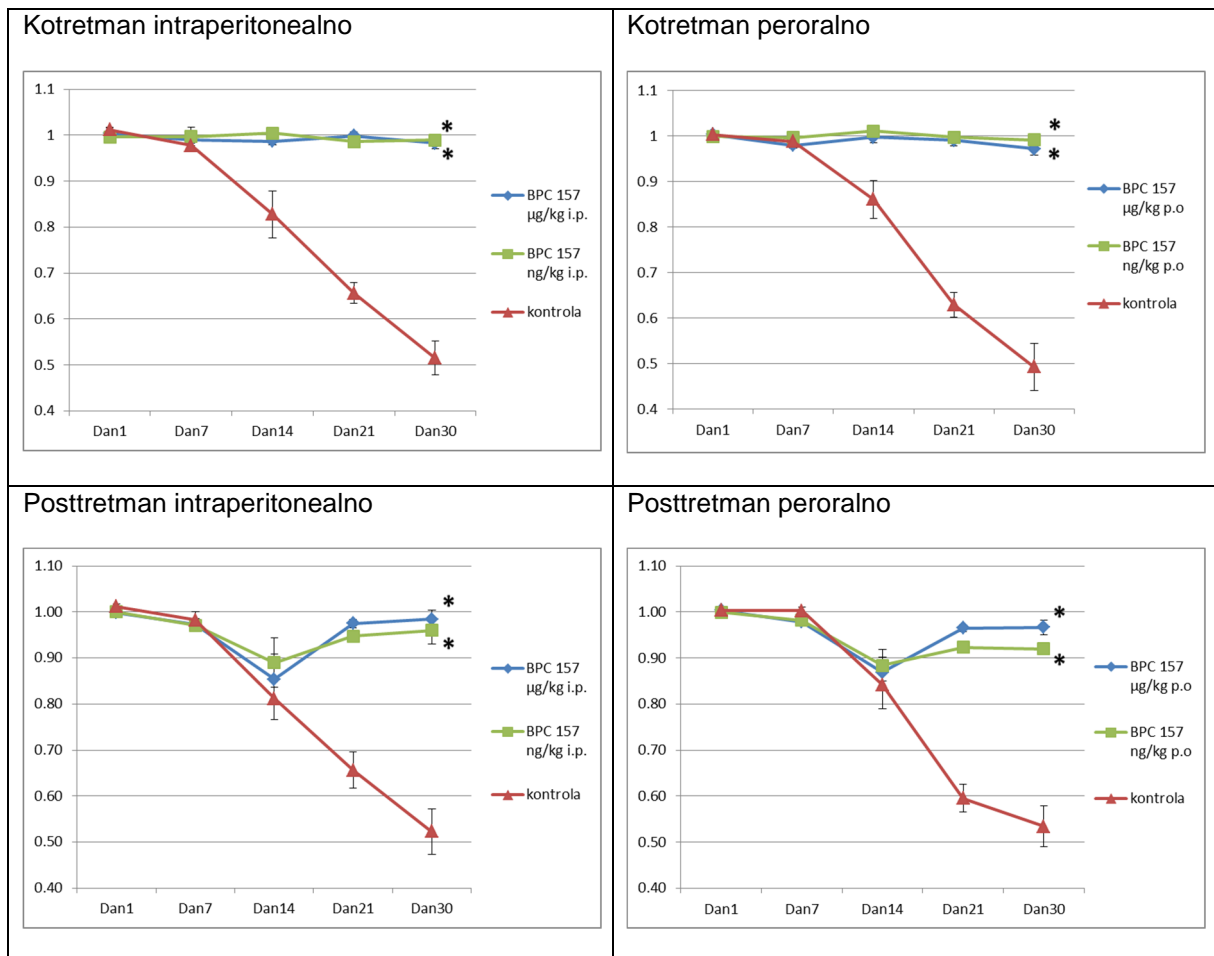 Kotretman intraperitonealno
1.1
1
0.9
0.8
0.7
0.6
0.5
0.4
Dan1 Dan7 Dan14 Dan21 Dan30
* 
*
BPC 157
µg/kg i.p.
BPC 157
ng/kg i.p.
kontrola
Kotretman peroralno
1.1
1
0.9
0.8
0.7
0.6
0.5
0.4
Dan1 Dan7 Dan14 Dan21 Dan30
*
*
BPC 157
µg/kg p.o
BPC 157
ng/kg p.o
kontrola
Posttretman intraperitonealno
1.10
1.00
0.90
0.80
0.70
0.60
0.50
0.40
Dan1 Dan7 Dan14 Dan21 Dan30
*
*
BPC 157
µg/kg i.p.
BPC 157
ng/kg i.p.
kontrola
Posttretman peroralno
1.10
1.00
0.90
0.80
0.70
0.60
0.50
0.40
Dan1 Dan7 Dan14 Dan21 Dan30
*
*
BPC 157
µg/kg p.o
BPC 157
ng/kg p.o
kontrola